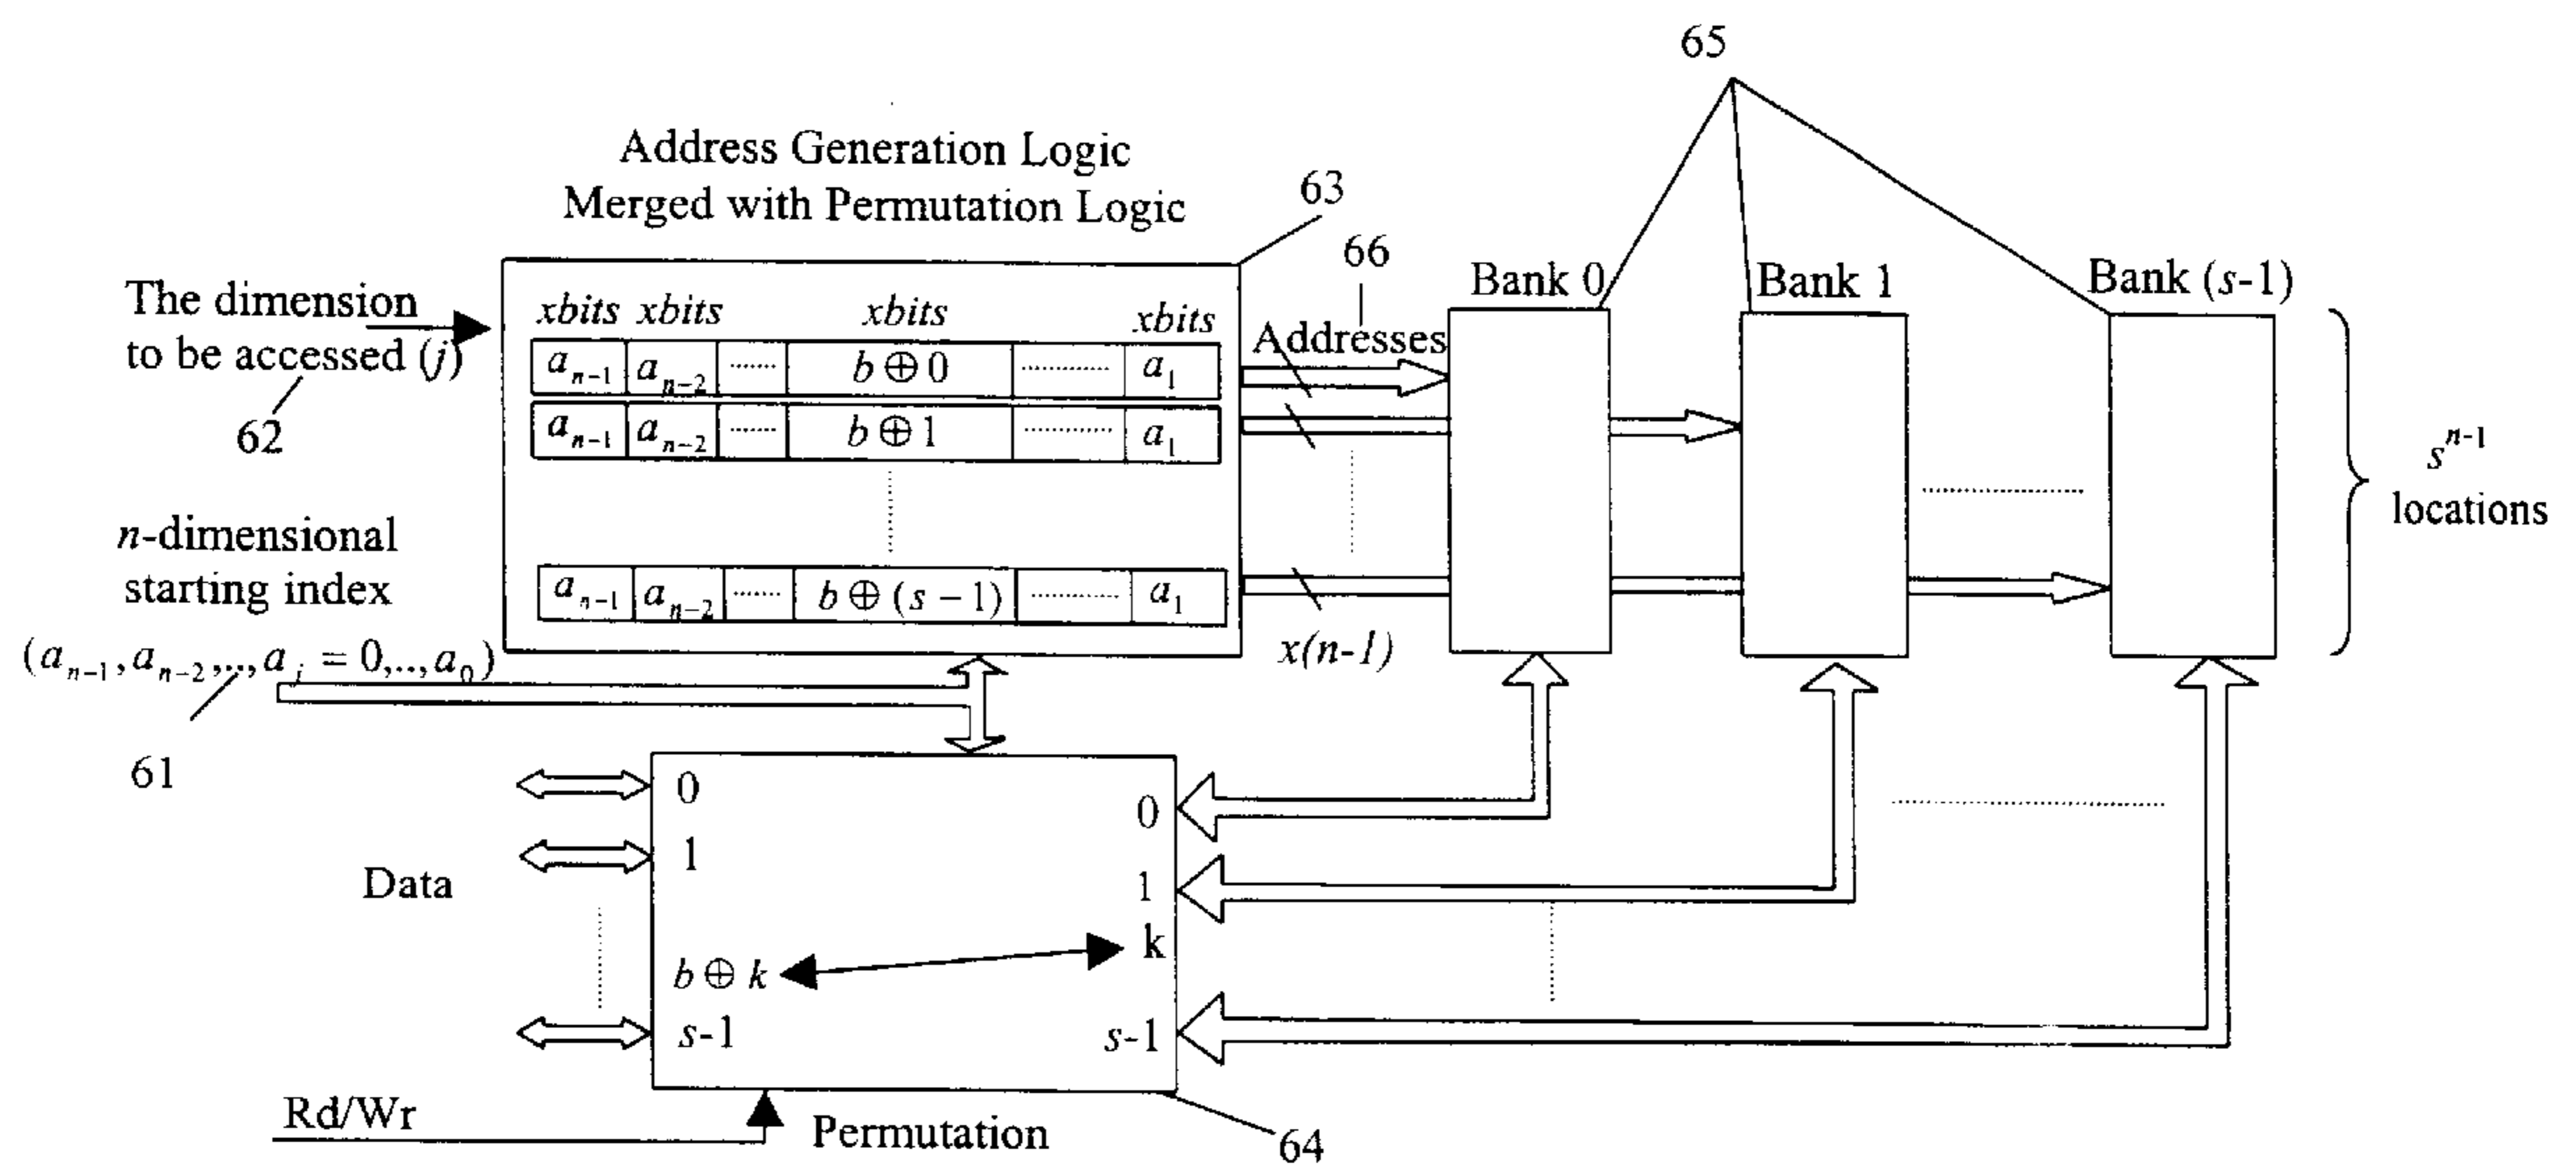 65
Address Generation Logic
Merged with Permutation Logic
63
66
The dimension
to be accessed (j)
62
xbits xbits xbits xbits
a_{n-1} a_{n-2} ...... b ⊕ 0 ............ a_1
a_{n-1} a_{n-2} ...... b ⊕ 1 ............ a_1
a_{n-1} a_{n-2} ...... b ⊕ (s − 1) ............ a_1
Addresses
x(n-1)
Bank 0
Bank 1
Bank (s-1)
s^{n-1}
locations
n-dimensional
starting index
(a_{n-1}, a_{n-2},.., a_j = 0,.., a_0)
61
Data
0
1
b ⊕ k
s-1
0
1
k
s-1
Rd/Wr
Permutation
64